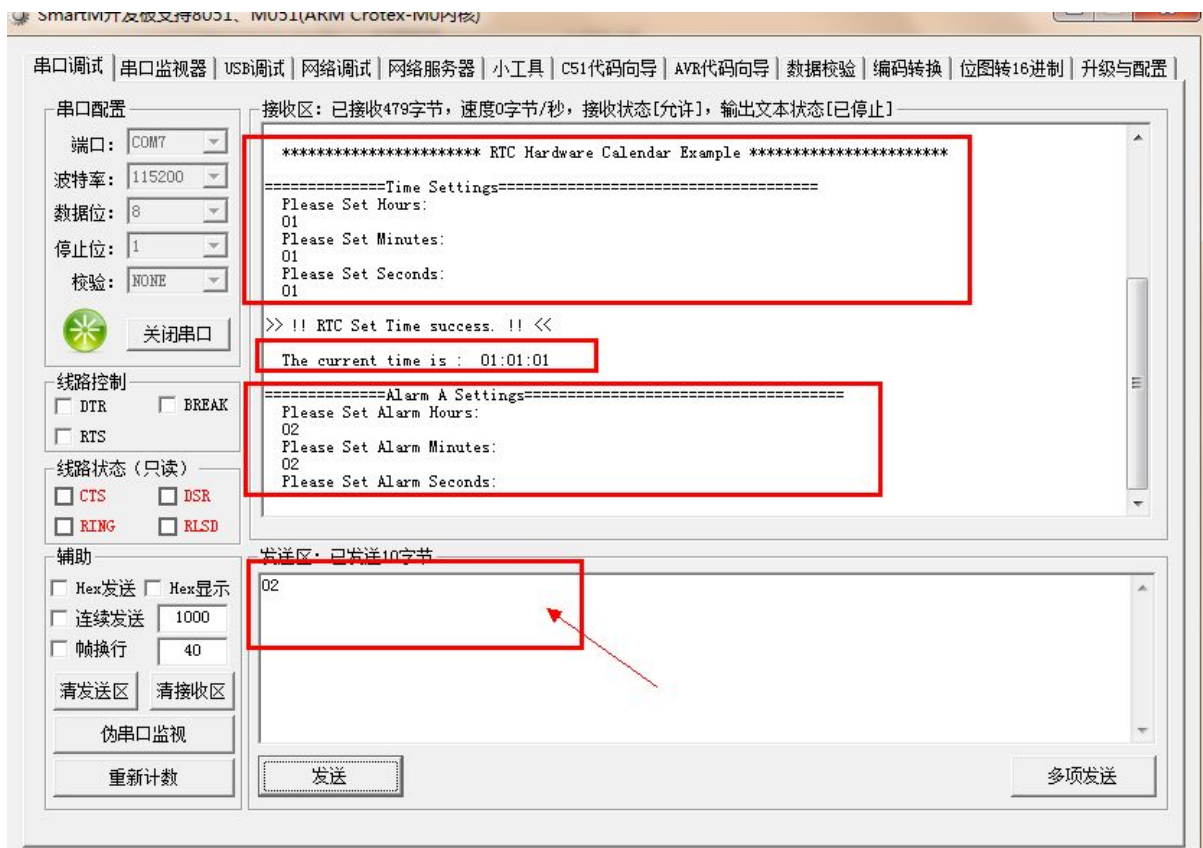 SmartM开发板支持8051、M051(ARM Crotex-M0内核)
串口调试 串口监视器 USB调试 网络调试 网络服务器 小工具 C51代码向导 AVR代码向导 数据校验 编码转换 位图转16进制 升级与配置
串口配置
端口： COM7
波特率： 115200
数据位： 8
停止位： 1
校验： NONE
关闭串口
线路控制
DTR BREAK
RTS
线路状态（只读）
CTS DSR
RING RLSD
辅助
Hex发送 Hex显示
连续发送 1000
帧换行 40
清发送区 清接收区
伪串口监视
重新计数
接收区：已接收479字节，速度0字节/秒，接收状态[允许]，输出文本状态[已停止]
*********************** RTC Hardware Calendar Example ***********************
==============Time Settings=====================================
Please Set Hours:
01
Please Set Minutes:
01
Please Set Seconds:
01
>> !! RTC Set Time success. !! <<
The current time is :  01:01:01
==============Alarm A Settings=====================================
Please Set Alarm Hours:
02
Please Set Alarm Minutes:
02
Please Set Alarm Seconds:
发送区：已发送10字节
02
发送 多项发送